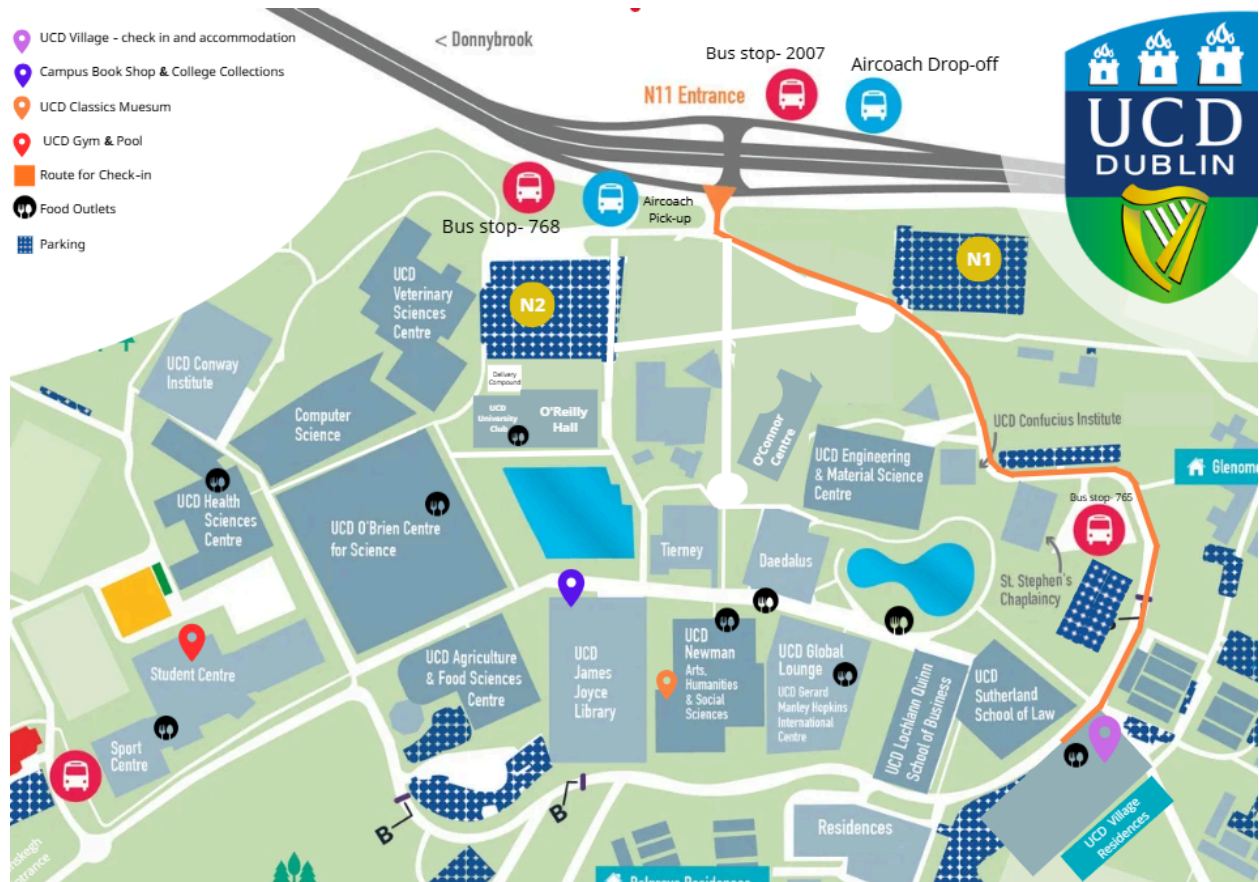 UCD Village - check in and accommodation
Campus Book Shop & College Collections
UCD Classics Muesum
UCD Gym & Pool
Route for Check-in
Food Outlets
Parking
< Donnybrook
Bus stop- 2007
Aircoach Drop-off
N11 Entrance
UCD
DUBLIN
Bus stop- 768
Aircoach
Pick-up
N1
N2
UCD
Veterinary
Sciences
Centre
UCD Conway
Institute
Computer
Science
Delivery
Compound
UCD
University
Club
O'Reilly
Hall
O'Connor
Centre
UCD Engineering
& Material Science
Centre
UCD Confucius Institute
Glenome
Bus stop- 765
UCD Health
Sciences
Centre
UCD O'Brien Centre
for Science
Tierney
Daedalus
St. Stephen's
Chaplaincy
Student Centre
UCD Agriculture
& Food Sciences
Centre
UCD
James
Joyce
Library
UCD
Newman
Arts,
Humanities
& Social
Sciences
UCD Global
Lounge
UCD Gerard
Manley Hopkins
International
Centre
UCD Lochlann Quinn
School of Business
UCD
Sutherland
School of Law
Sport
Centre
B
B
Residences
UCD Village
Residences